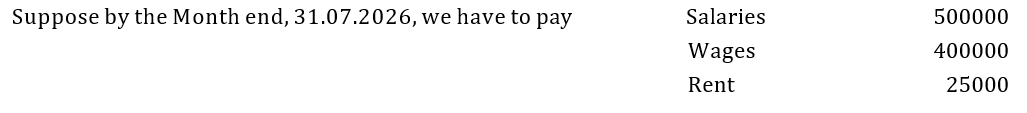 Suppose by the Month end, 31.07.2026, we have to pay Salaries 500000
Wages 400000
Rent 25000